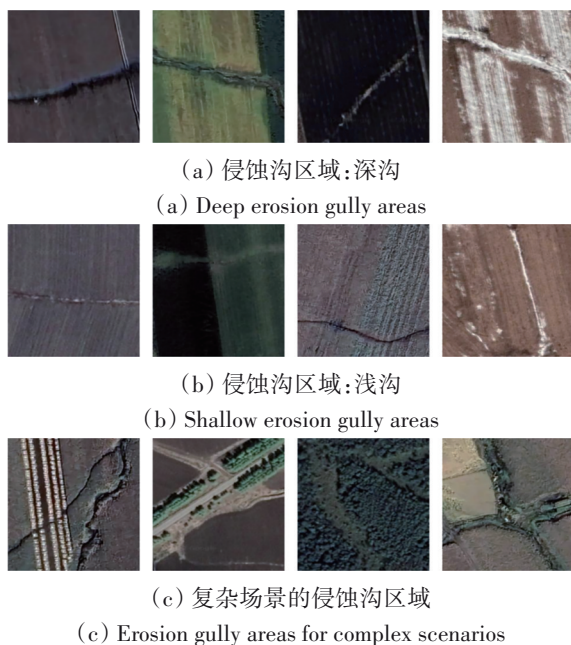 (a) 侵蚀沟区域:深沟
(a) Deep erosion gully areas
(b) 侵蚀沟区域:浅沟
(b) Shallow erosion gully areas
(c) 复杂场景的侵蚀沟区域
(c) Erosion gully areas for complex scenarios